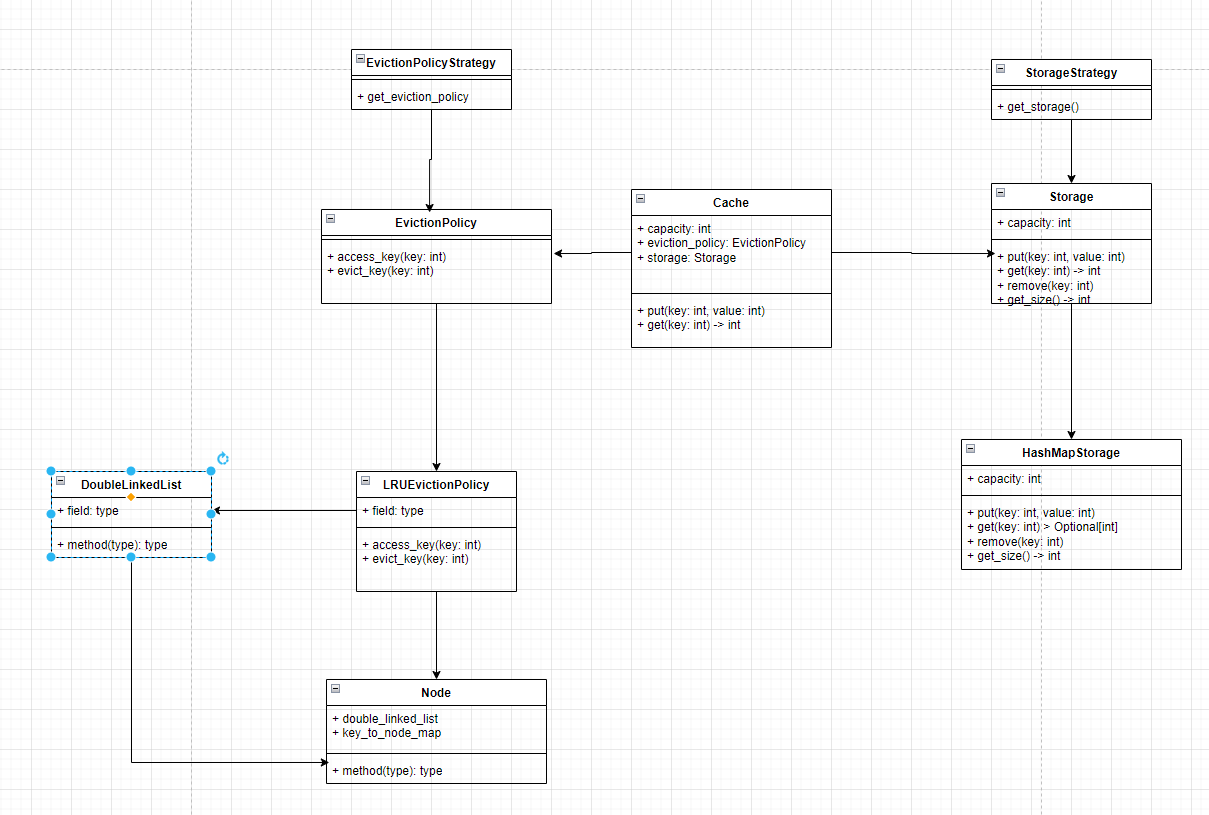 EvictionPolicyStrategy
+ get_eviction_policy
StorageStrategy
+ get_storage()
EvictionPolicy
+ access_key(key: int)
+ evict_key(key: int)
Cache
+ capacity: int
+ eviction_policy: EvictionPolicy
+ storage: Storage
+ put(key: int, value: int)
+ get(key: int) -> int
Storage
+ capacity: int
+ put(key: int, value: int)
+ get(key: int) -> int
+ remove(key: int)
+ get_size() -> int
DoubleLinkedList
+ field: type
+ method(type): type
LRUEvictionPolicy
+ field: type
+ access_key(key: int)
+ evict_key(key: int)
HashMapStorage
+ capacity: int
+ put(key: int, value: int)
+ get(key: int) > Optional[int]
+ remove(key: int)
+ get_size() -> int
Node
+ double_linked_list
+ key_to_node_map
+ method(type): type